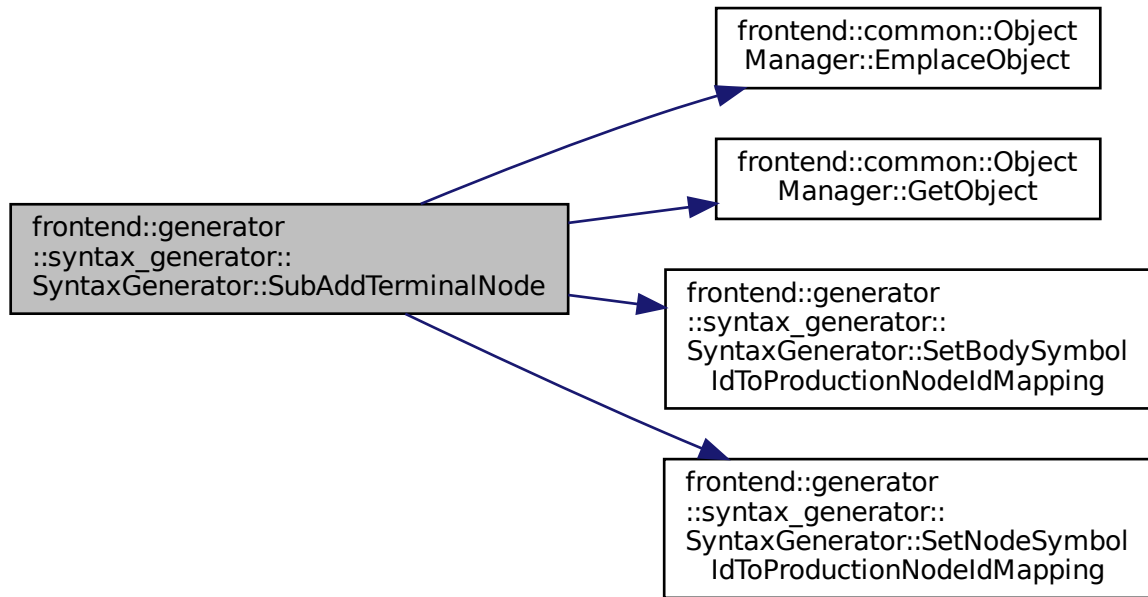 frontend::generator
::syntax_generator::
SyntaxGenerator::SubAddTerminalNode
frontend::common::Object
Manager::EmplaceObject
frontend::common::Object
Manager::GetObject
frontend::generator
::syntax_generator::
SyntaxGenerator::SetBodySymbol
IdToProductionNodeIdMapping
frontend::generator
::syntax_generator::
SyntaxGenerator::SetNodeSymbol
IdToProductionNodeIdMapping